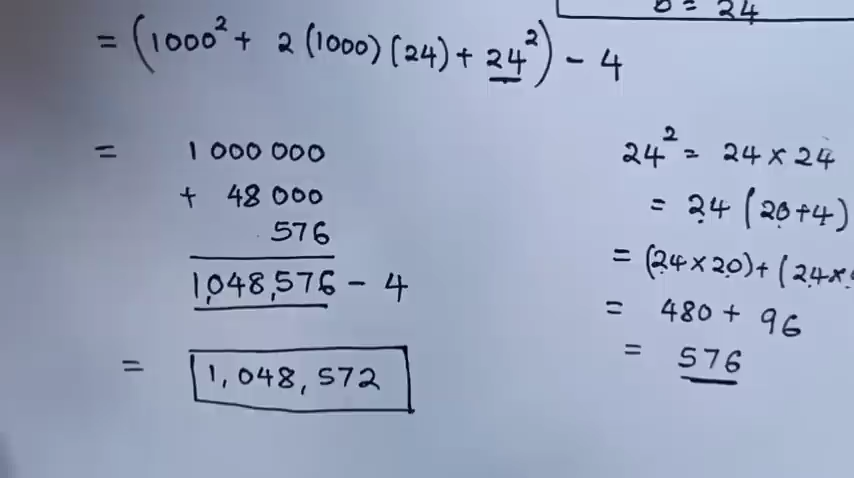 b = 24
= (1000² + 2 (1000) (24) + 24²) - 4
= 1 000 000
+ 48 000
576
1,048,576 - 4
= 1,048,572
24² = 24 × 24
= 24 (20+4)
= (24×20)+(24×
= 480 + 96
= 576